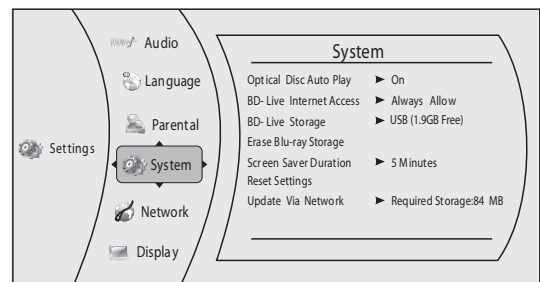 Settings
Audio
Language
Parental
System
Network
Display
System
Optical Disc Auto Play ► On
BD- Live Internet Access ► Always Allow
BD- Live Storage ► USB (1.9GB Free)
Erase Blu-ray Storage
Screen Saver Duration ► 5 Minutes
Reset Settings
Update Via Network ► Required Storage:84 MB